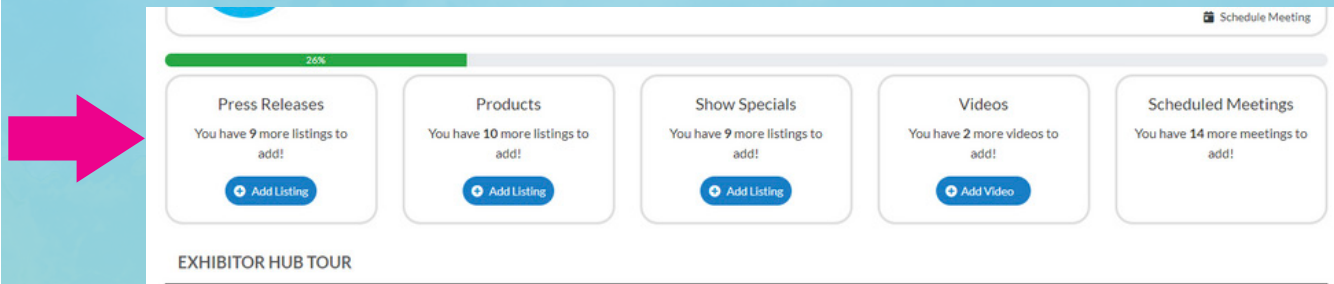 Schedule Meeting
26%
Press Releases
You have 9 more listings to
add!
Add Listing
Products
You have 10 more listings to
add!
Add Listing
Show Specials
You have 9 more listings to
add!
Add Listing
Videos
You have 2 more videos to
add!
Add Video
Scheduled Meetings
You have 14 more meetings to
add!
EXHIBITOR HUB TOUR